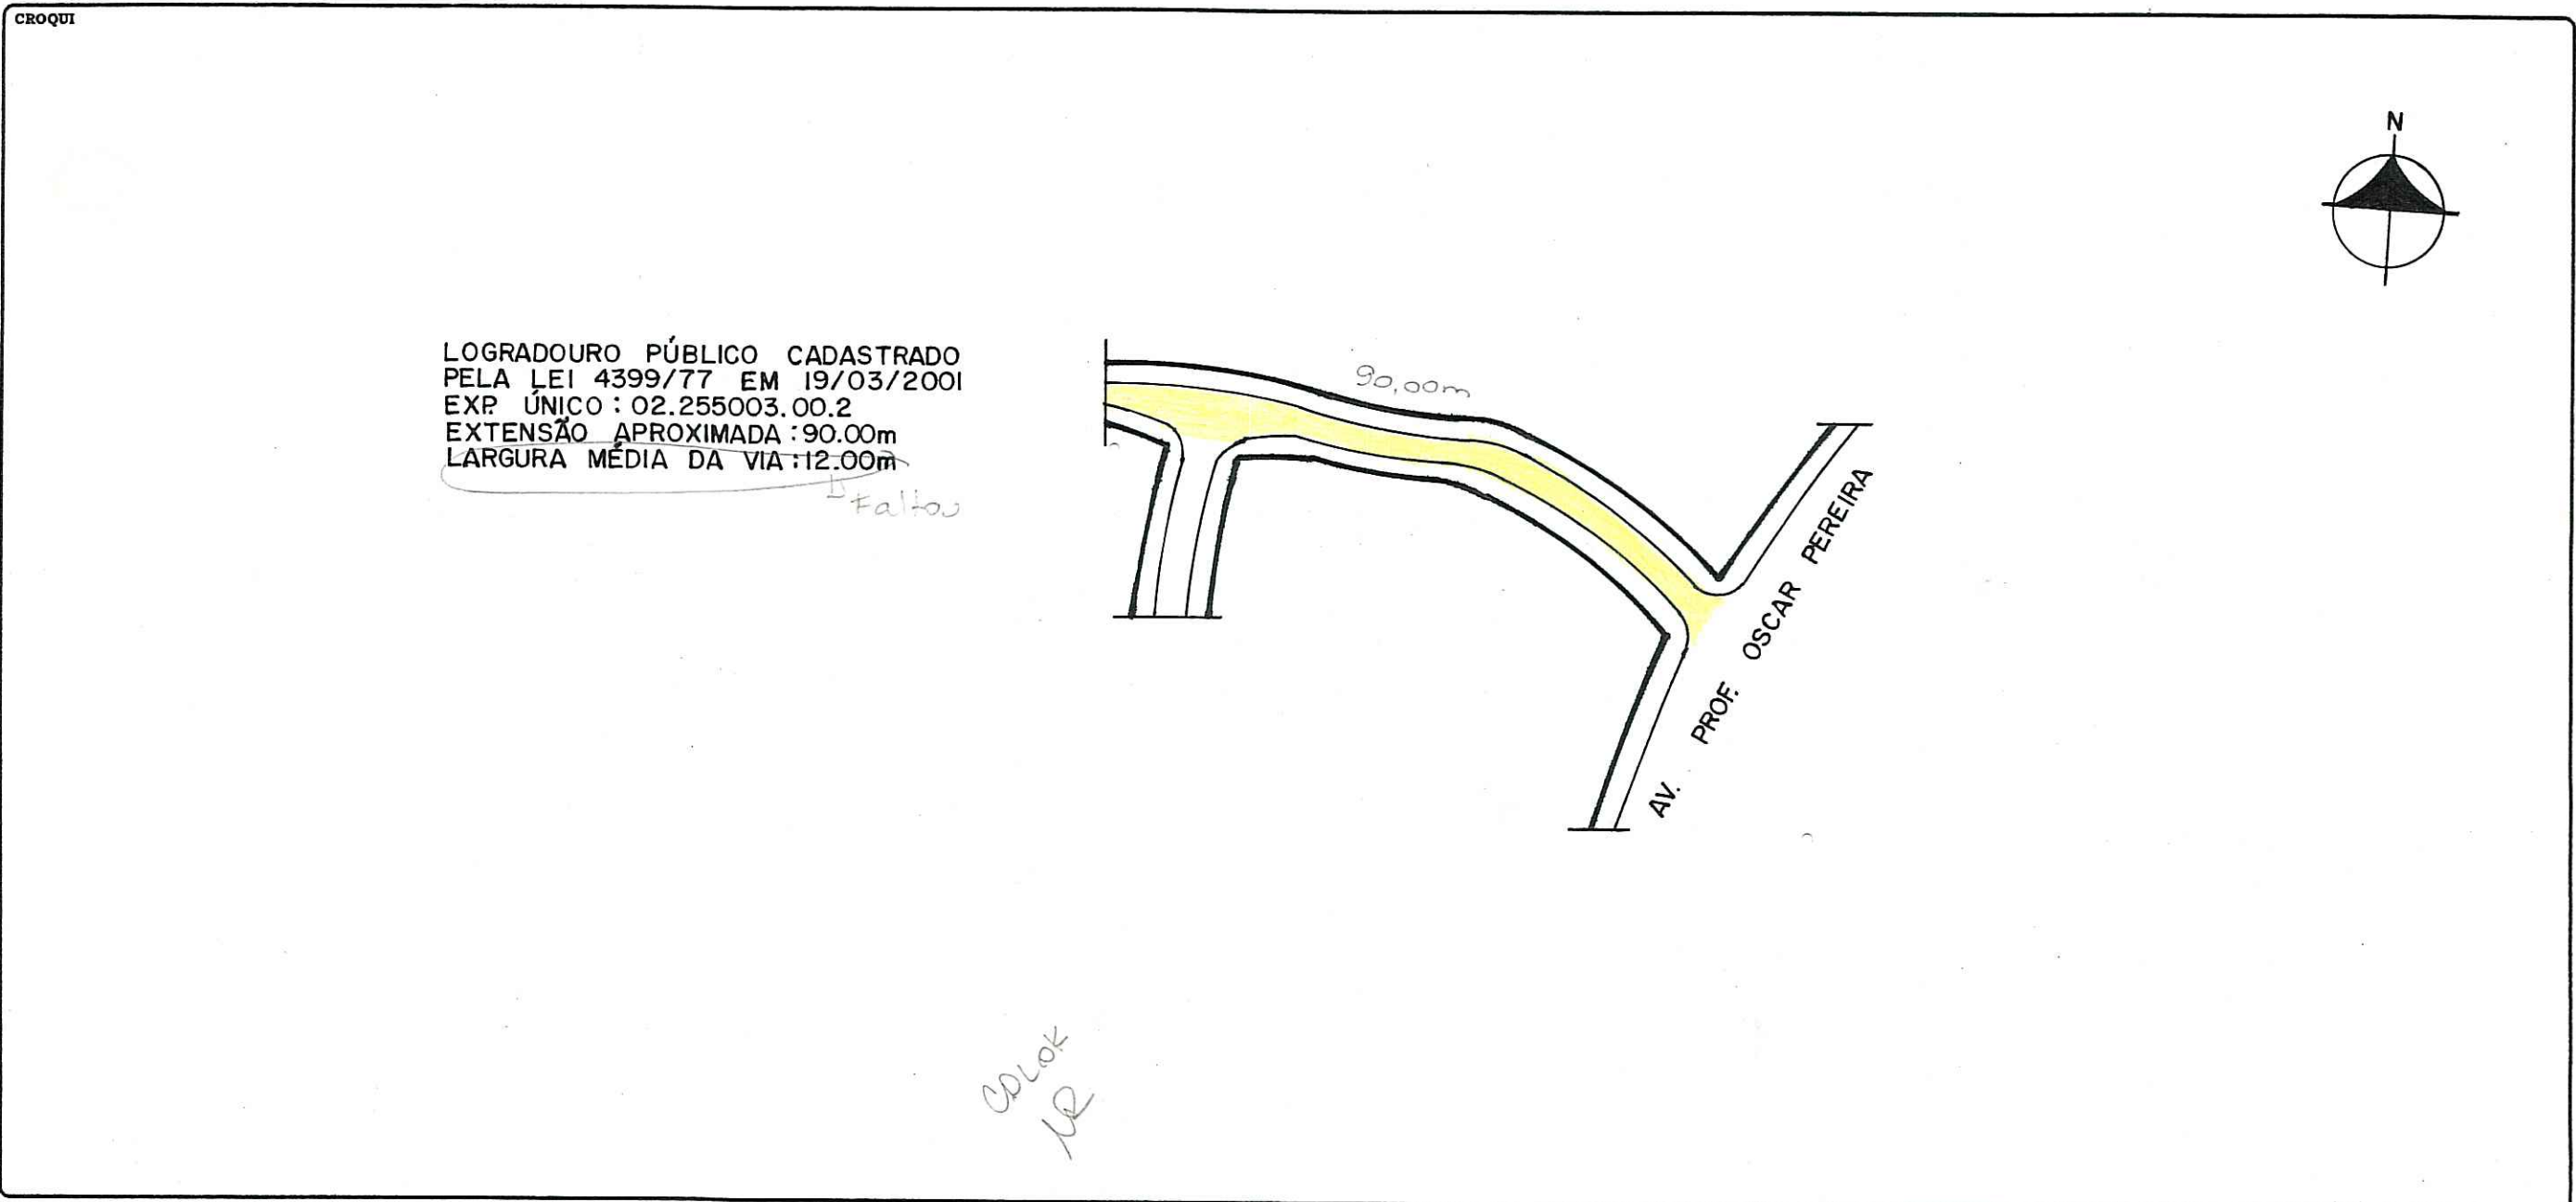 CROQUI
N
LOGRADOURO PÚBLICO CADASTRADO
PELA LEI 4399/77 EM 19/03/2001
EXP. ÚNICO : 02.255003.00.2
EXTENSÃO APROXIMADA : 90.00m
LARGURA MÉDIA DA VIA : 12.00m
Faltou
90,00m
AV. PROF. OSCAR PEREIRA